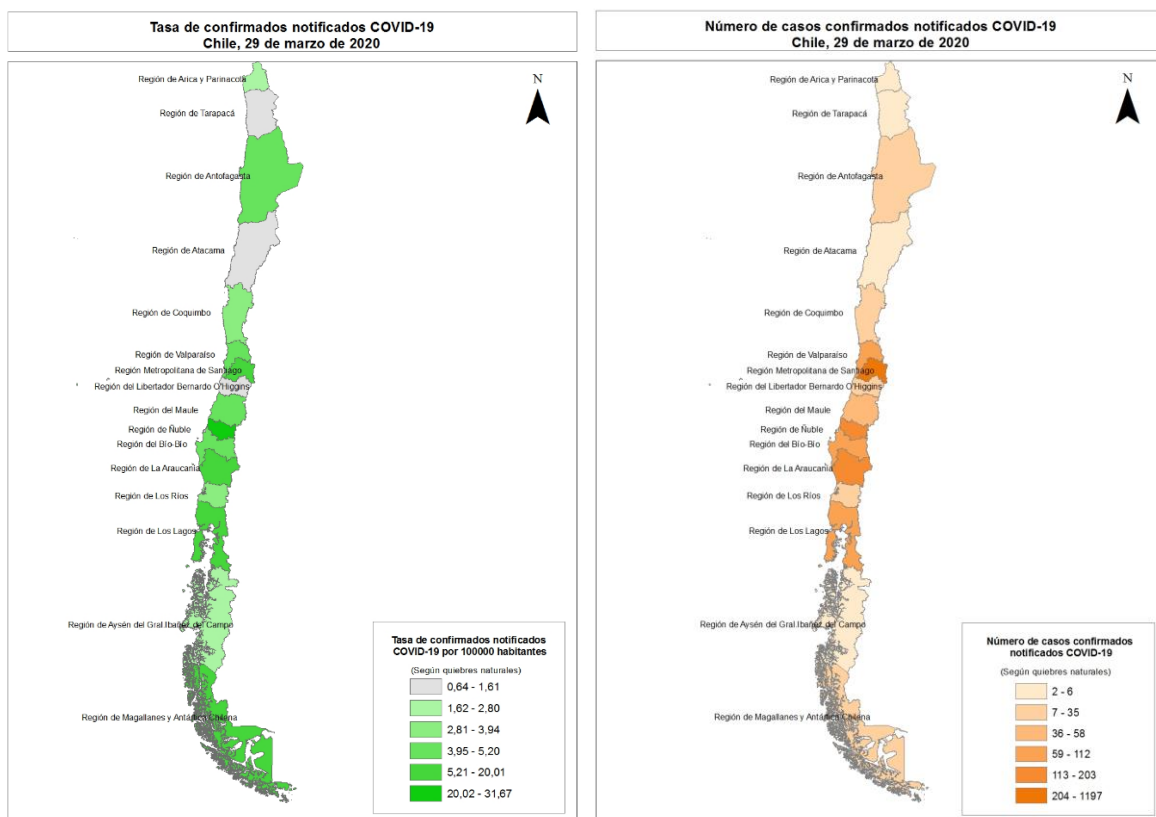 Tasa de confirmados notificados COVID-19
Chile, 29 de marzo de 2020
N
Región de Arica y Parinacota
Región de Tarapacá
Región de Antofagasta
Región de Atacama
Región de Coquimbo
Región de Valparaíso
Región Metropolitana de Santiago
Región del Libertador Bernardo O'Higgins
Región del Maule
Región de Ñuble
Región del Bío-Bío
Región de La Araucanía
Región de Los Ríos
Región de Los Lagos
Región de Aysén del Gral.Ibañez del Campo
Región de Magallanes y Antártica Chilena
Tasa de confirmados notificados
COVID-19 por 100000 habitantes
(Según quiebres naturales)
0,64 - 1,61
1,62 - 2,80
2,81 - 3,94
3,95 - 5,20
5,21 - 20,01
20,02 - 31,67
Número de casos confirmados notificados COVID-19
Chile, 29 de marzo de 2020
N
Región de Arica y Parinacota
Región de Tarapacá
Región de Antofagasta
Región de Atacama
Región de Coquimbo
Región de Valparaíso
Región Metropolitana de Santiago
Región del Libertador Bernardo O'Higgins
Región del Maule
Región de Ñuble
Región del Bío-Bío
Región de La Araucanía
Región de Los Ríos
Región de Los Lagos
Región de Aysén del Gral.Ibañez del Campo
Región de Magallanes y Antártica Chilena
Número de casos confirmados
notificados COVID-19
(Según quiebres naturales)
2 - 6
7 - 35
36 - 58
59 - 112
113 - 203
204 - 1197